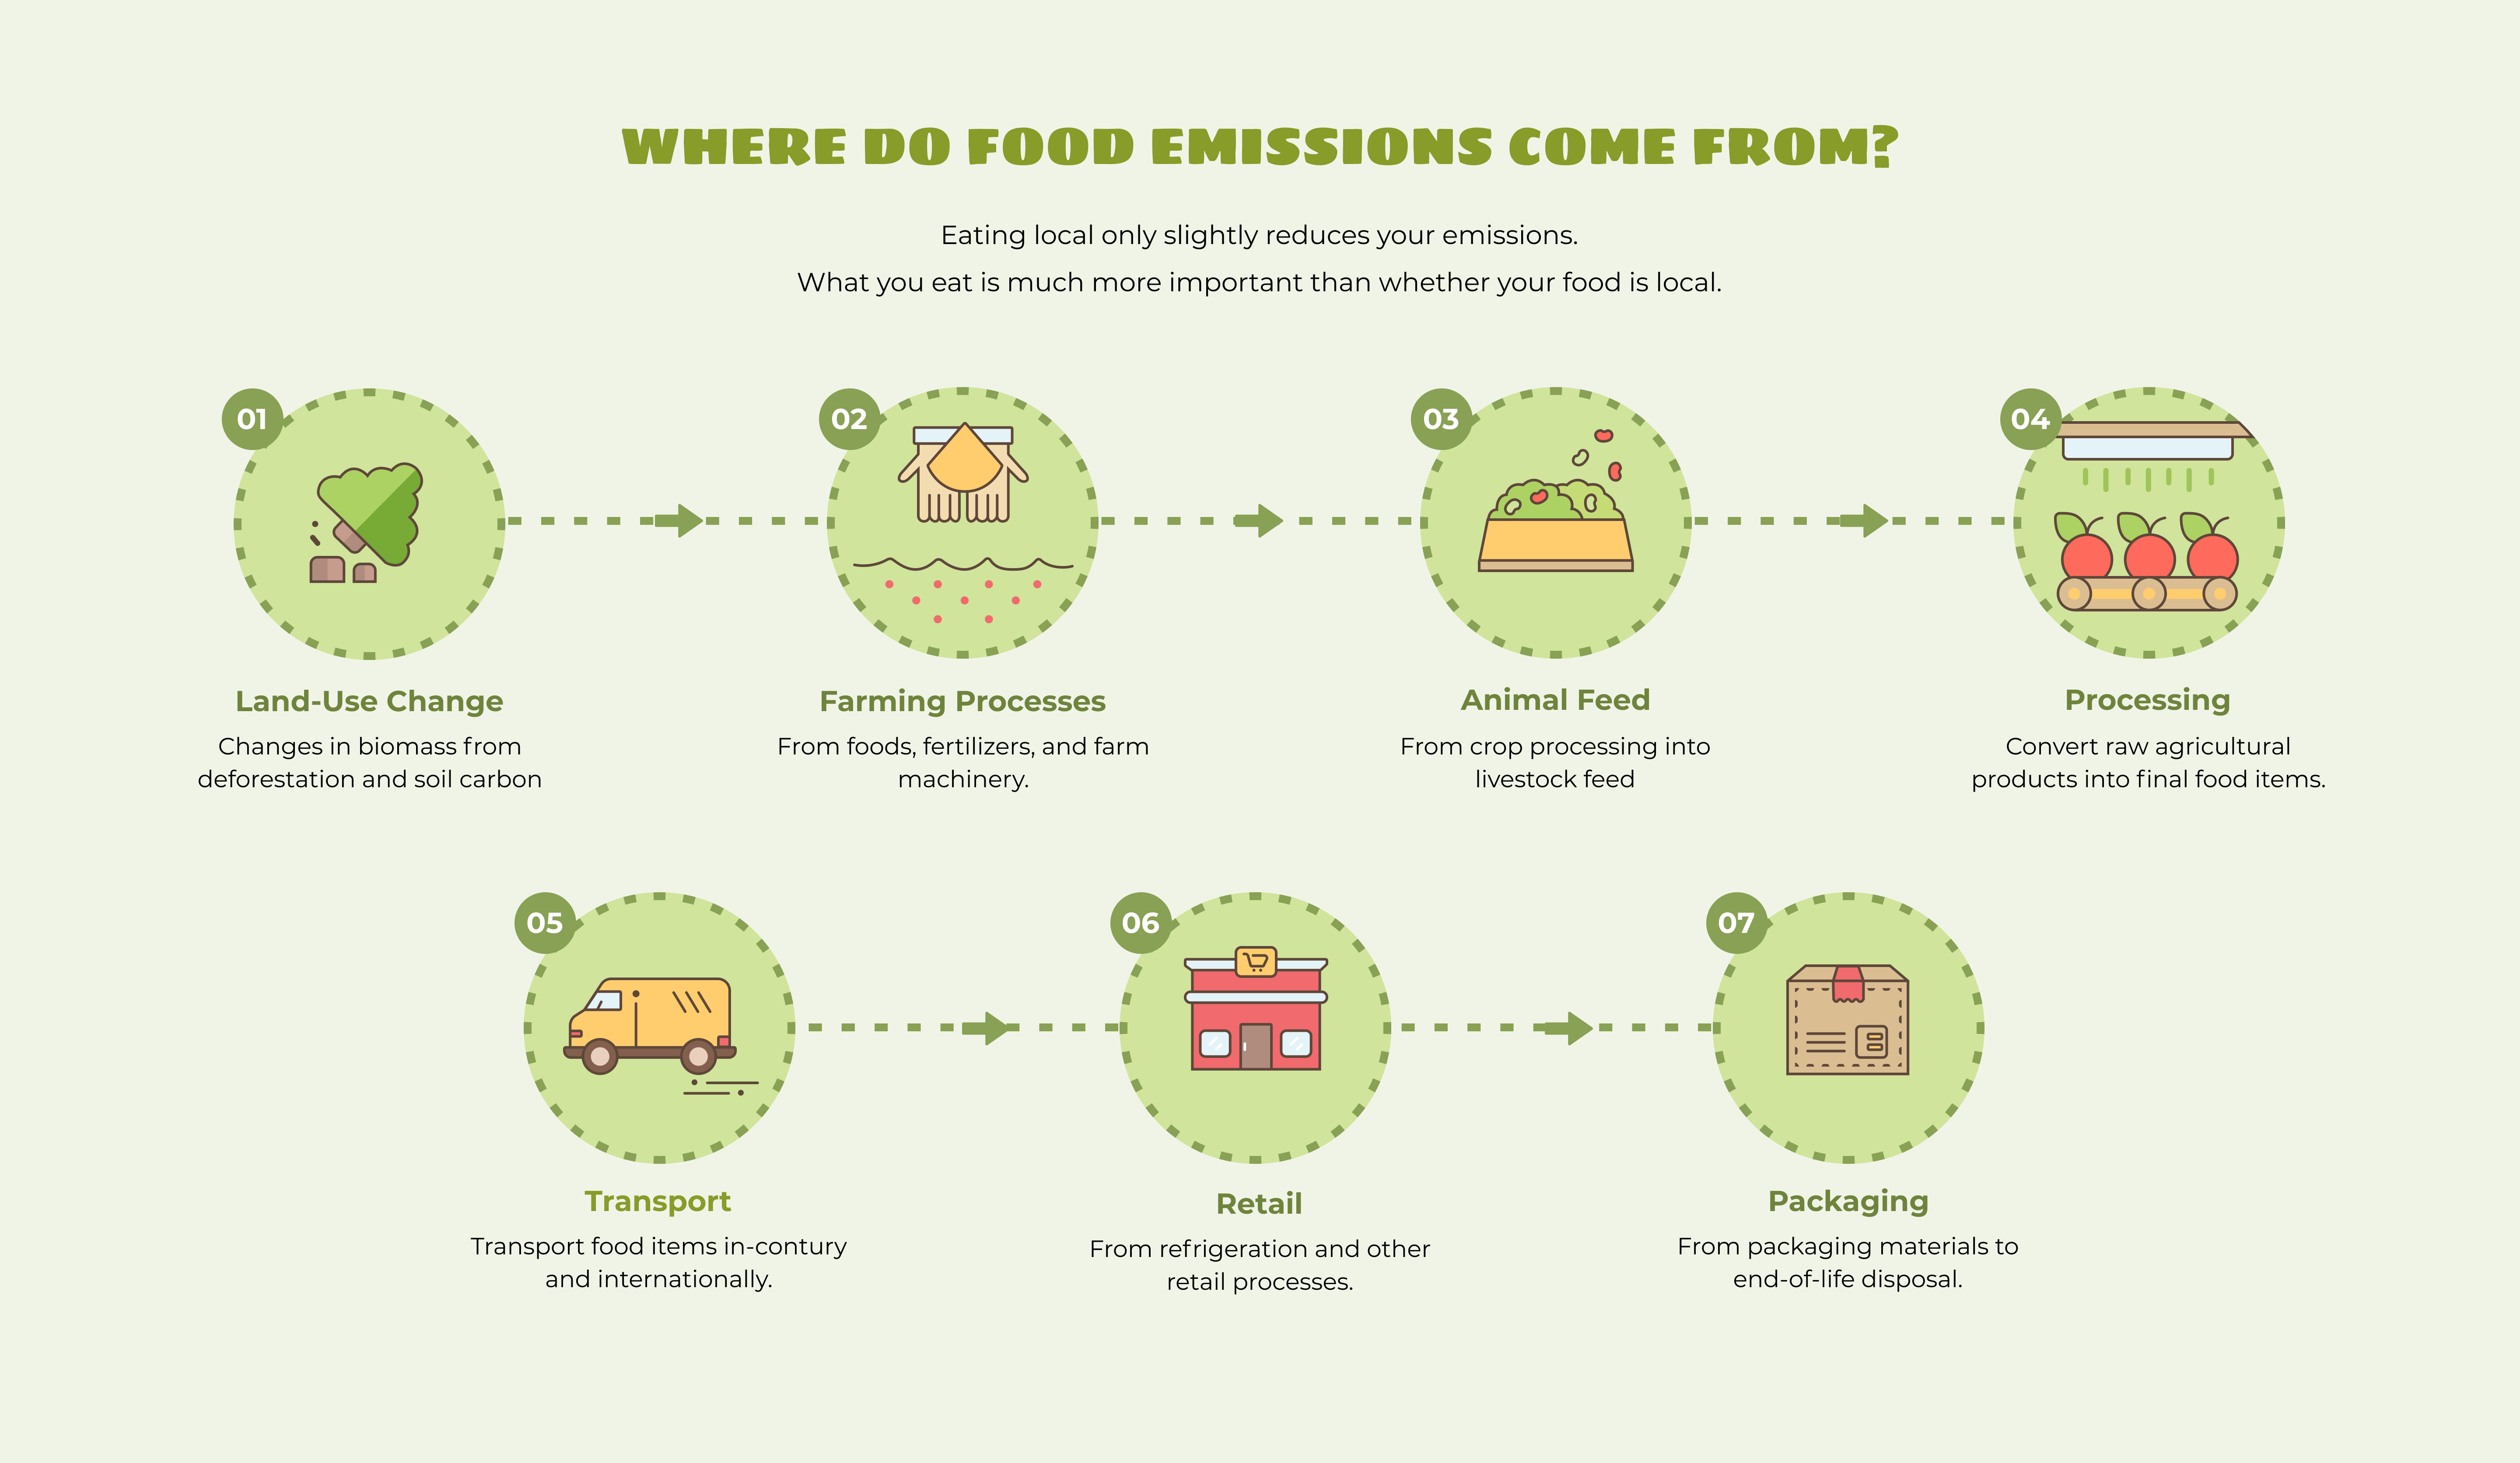 WHERE DO FOOD EMISSIONS COME FROM?
Eating local only slightly reduces your emissions.
What you eat is much more important than whether your food is local.
01
02
03
04
Land-Use Change
Changes in biomass from
deforestation and soil carbon
Farming Processes
From foods, fertilizers, and farm
machinery.
Animal Feed
From crop processing into
livestock feed
Processing
Convert raw agricultural
products into final food items.
05
06
07
Transport
Transport food items in-contury
and internationally.
Retail
From refrigeration and other
retail processes.
Packaging
From packaging materials to
end-of-life disposal.